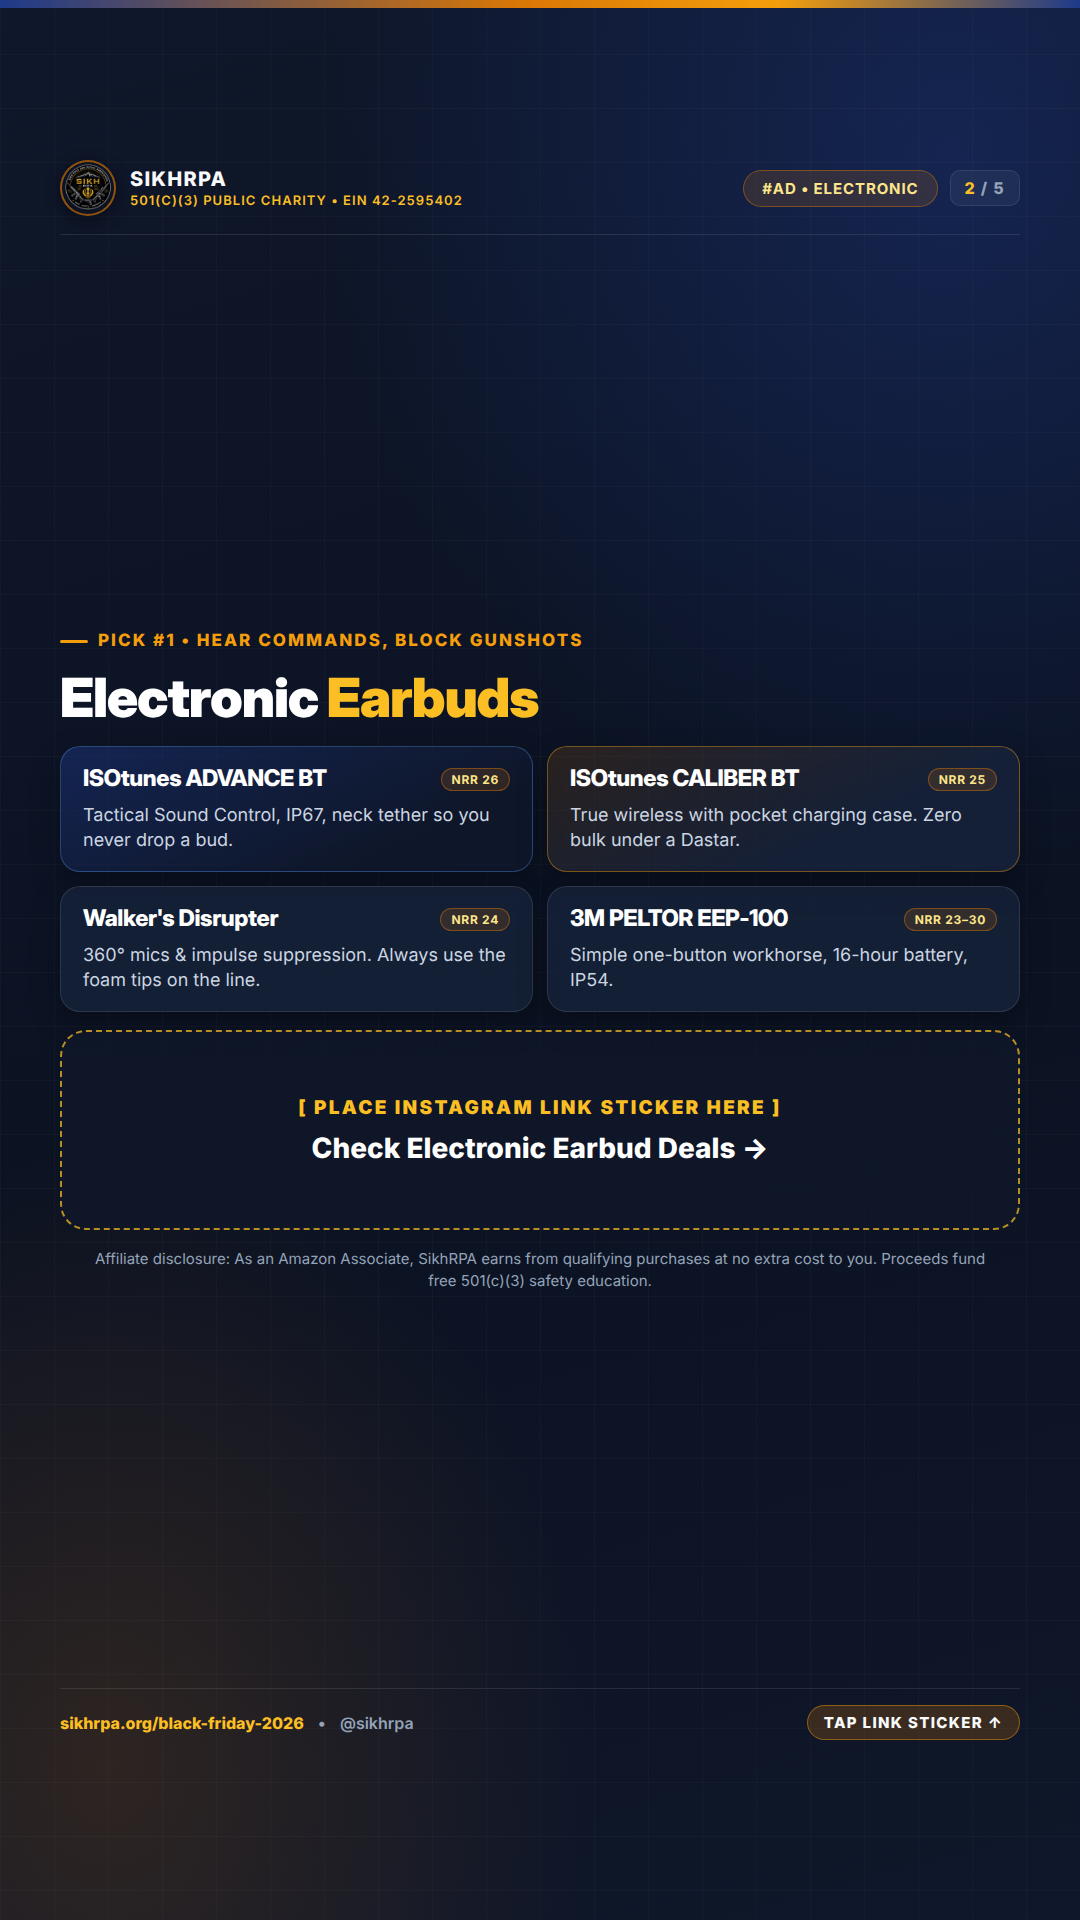 SIKH
SIKHRPA
501(C)(3) PUBLIC CHARITY • EIN 42-2595402
#AD • ELECTRONIC
2 / 5
PICK #1 • HEAR COMMANDS, BLOCK GUNSHOTS
Electronic Earbuds
ISOtunes ADVANCE BT
NRR 26
Tactical Sound Control, IP67, neck tether so you
never drop a bud.
ISOtunes CALIBER BT
NRR 25
True wireless with pocket charging case. Zero
bulk under a Dastar.
Walker's Disrupter
NRR 24
360° mics & impulse suppression. Always use the
foam tips on the line.
3M PELTOR EEP-100
NRR 23–30
Simple one-button workhorse, 16-hour battery,
IP54.
[ PLACE INSTAGRAM LINK STICKER HERE ]
Check Electronic Earbud Deals →
Affiliate disclosure: As an Amazon Associate, SikhRPA earns from qualifying purchases at no extra cost to you. Proceeds fund
free 501(c)(3) safety education.
sikhrpa.org/black-friday-2026 • @sikhrpa
TAP LINK STICKER ↑